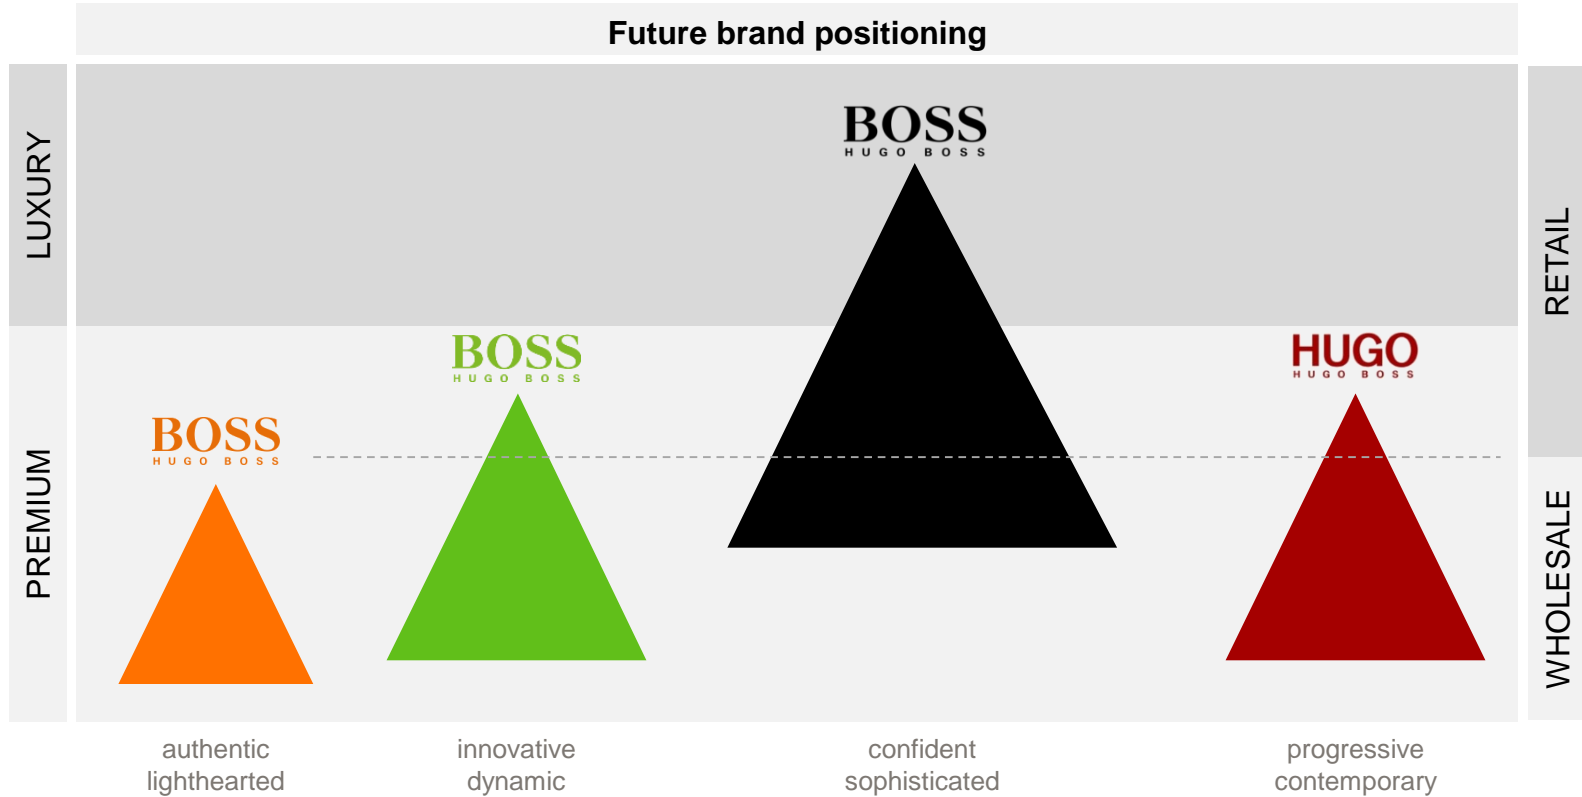 Future brand positioning
LUXURY
PREMIUM
RETAIL
WHOLESALE
BOSS
HUGO BOSS
BOSS
HUGO BOSS
BOSS
HUGO BOSS
HUGO
HUGO BOSS
authentic
lighthearted
innovative
dynamic
confident
sophisticated
progressive
contemporary